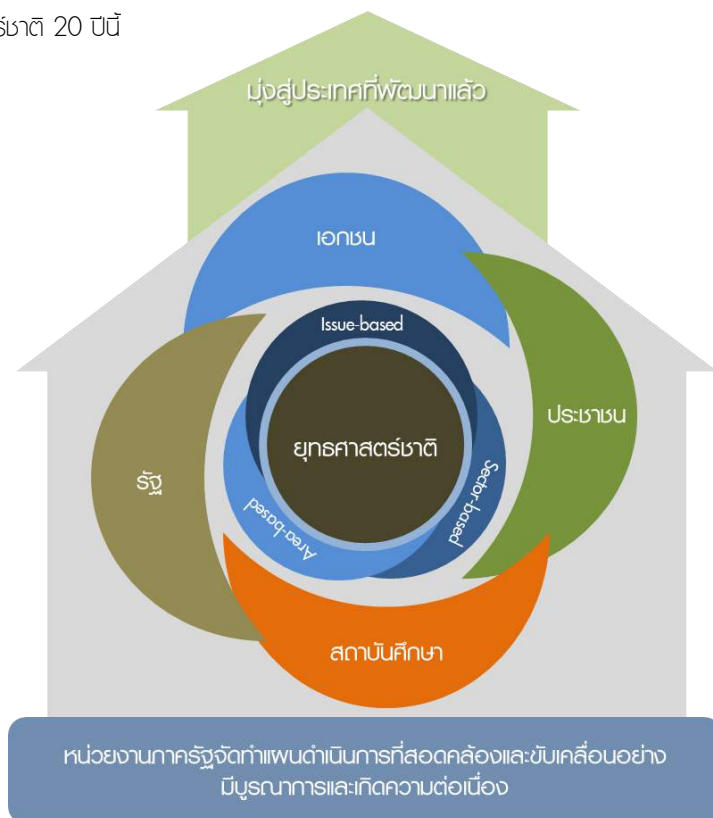 20 ปีนี้
มุ่งสู่ประเทศที่พัฒนาแล้ว
เอกชน
Issue-based
ประชาชน
ยุทธศาสตร์ชาติ
รัฐ
Sector-based
Area-based
สถาบันศึกษา
หน่วยงานภาครัฐจัดทำแผนดำเนินการที่สอดคล้องและขับเคลื่อนอย่าง
มีบูรณาการและเกิดความต่อเนื่อง